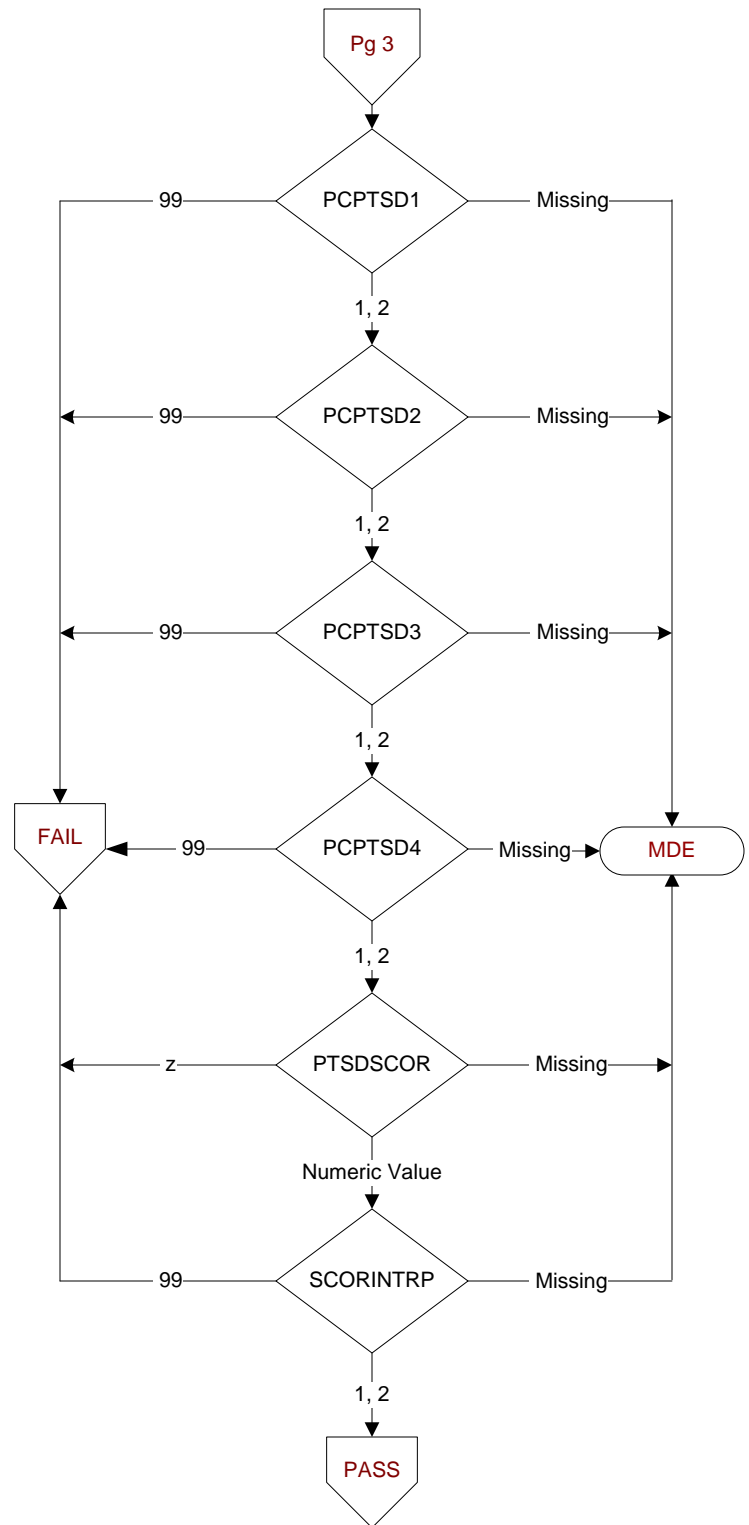 Pg 3
99 PCPTSD1 Missing
1, 2
99 PCPTSD2 Missing
1, 2
99 PCPTSD3 Missing
1, 2
FAIL 99 PCPTSD4 Missing MDE
1, 2
z PTSDSCOR Missing
Numeric Value
99 SCORINTRP Missing
1, 2
PASS